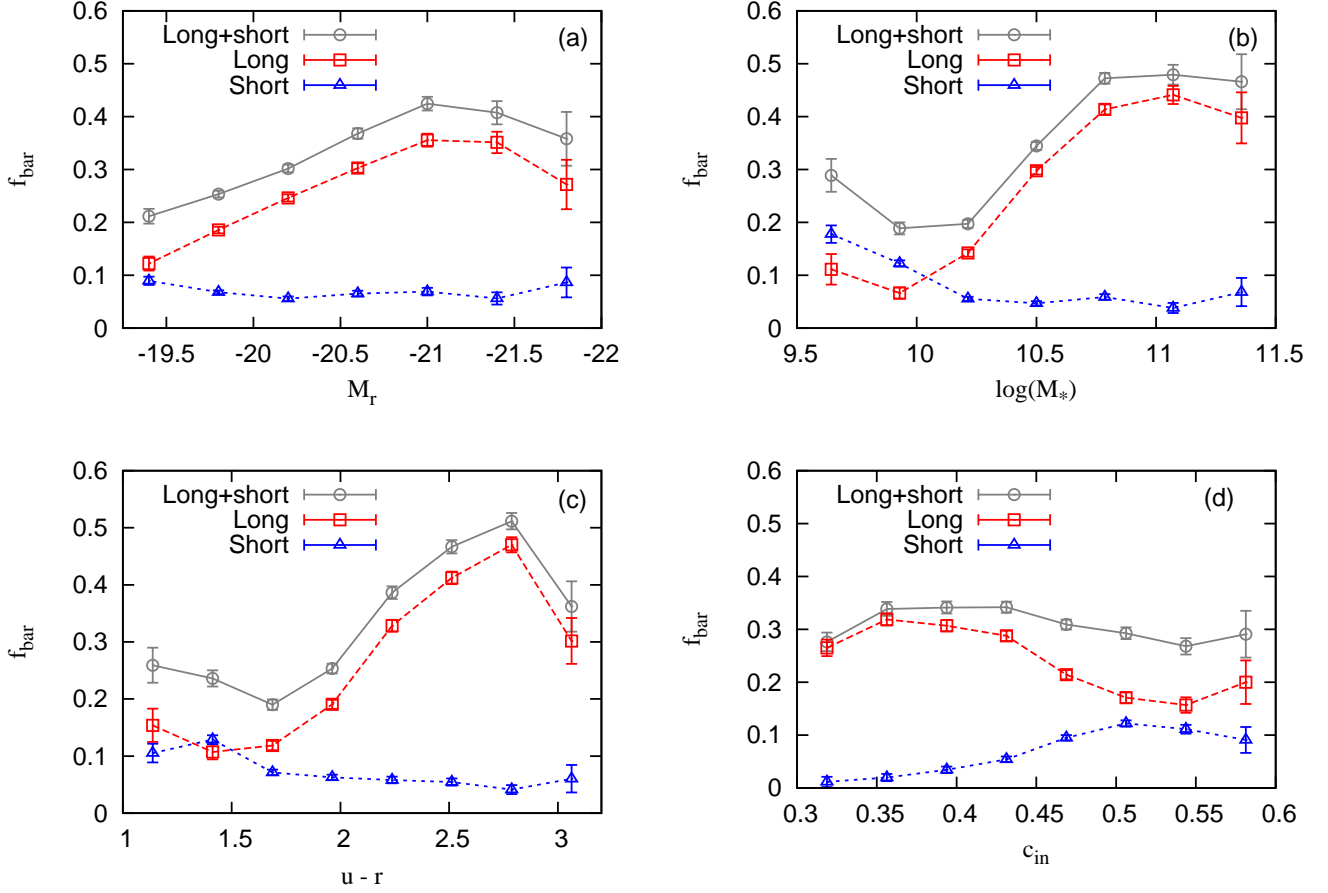 Long+short
Long
Short
(a)
f_bar
0
0.1
0.2
0.3
0.4
0.5
0.6
-19.5 -20 -20.5 -21 -21.5 -22
M_r
Long+short
Long
Short
(b)
f_bar
0
0.1
0.2
0.3
0.4
0.5
0.6
9.5 10 10.5 11 11.5
log(M_*)
Long+short
Long
Short
(c)
f_bar
0
0.1
0.2
0.3
0.4
0.5
0.6
1 1.5 2 2.5 3
u - r
Long+short
Long
Short
(d)
f_bar
0
0.1
0.2
0.3
0.4
0.5
0.6
0.3 0.35 0.4 0.45 0.5 0.55 0.6
c_in